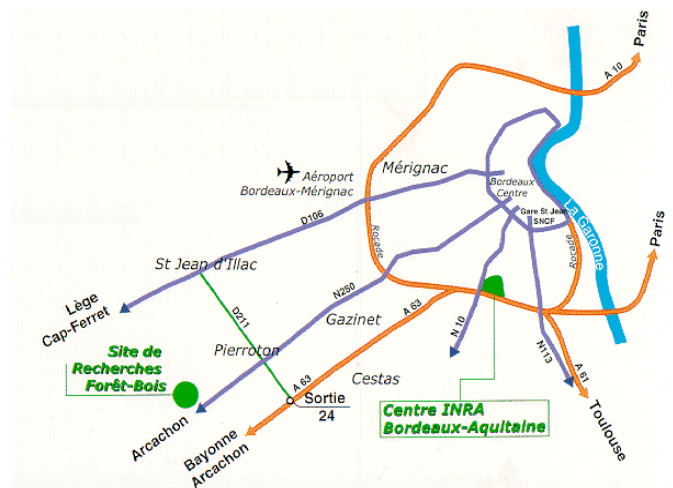 Paris
A 10
Mérignac
Aéroport
Bordeaux-Mérignac
Bordeaux
Centre
Gare St Jean
SNCF
La Garonne
D106
Rocade
Rocade
Paris
St Jean d'Illac
Lège
Cap-Ferret
D211
N250
A 63
Gazinet
N 10
N113
A 61
Toulouse
Pierroton
Site de
Recherches
Forêt-Bois
A 63
Cestas
Sortie
24
Centre INRA
Bordeaux-Aquitaine
Arcachon
Bayonne
Arcachon